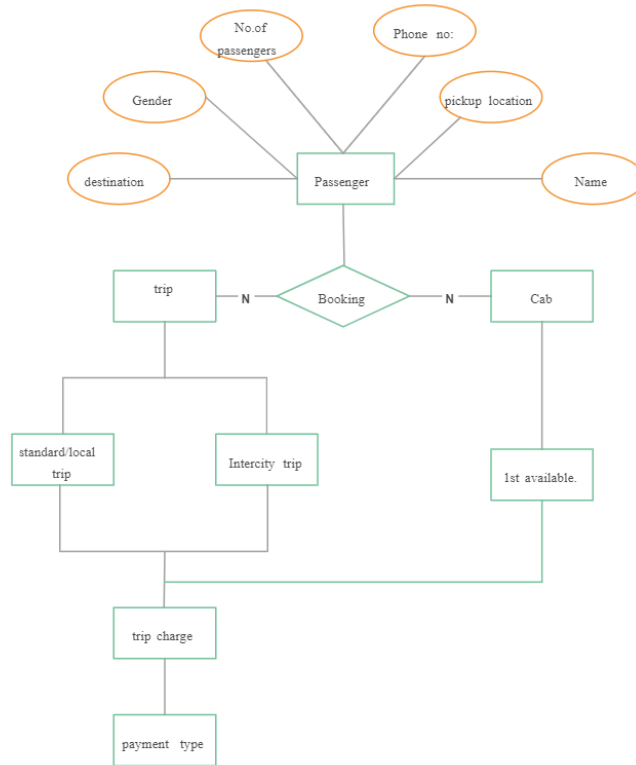 No.of
passengers
Phone no:
Gender
pickup location
destination
Passenger
Name
trip
N
Booking
N
Cab
standard/local
trip
Intercity trip
1st available.
trip charge
payment type